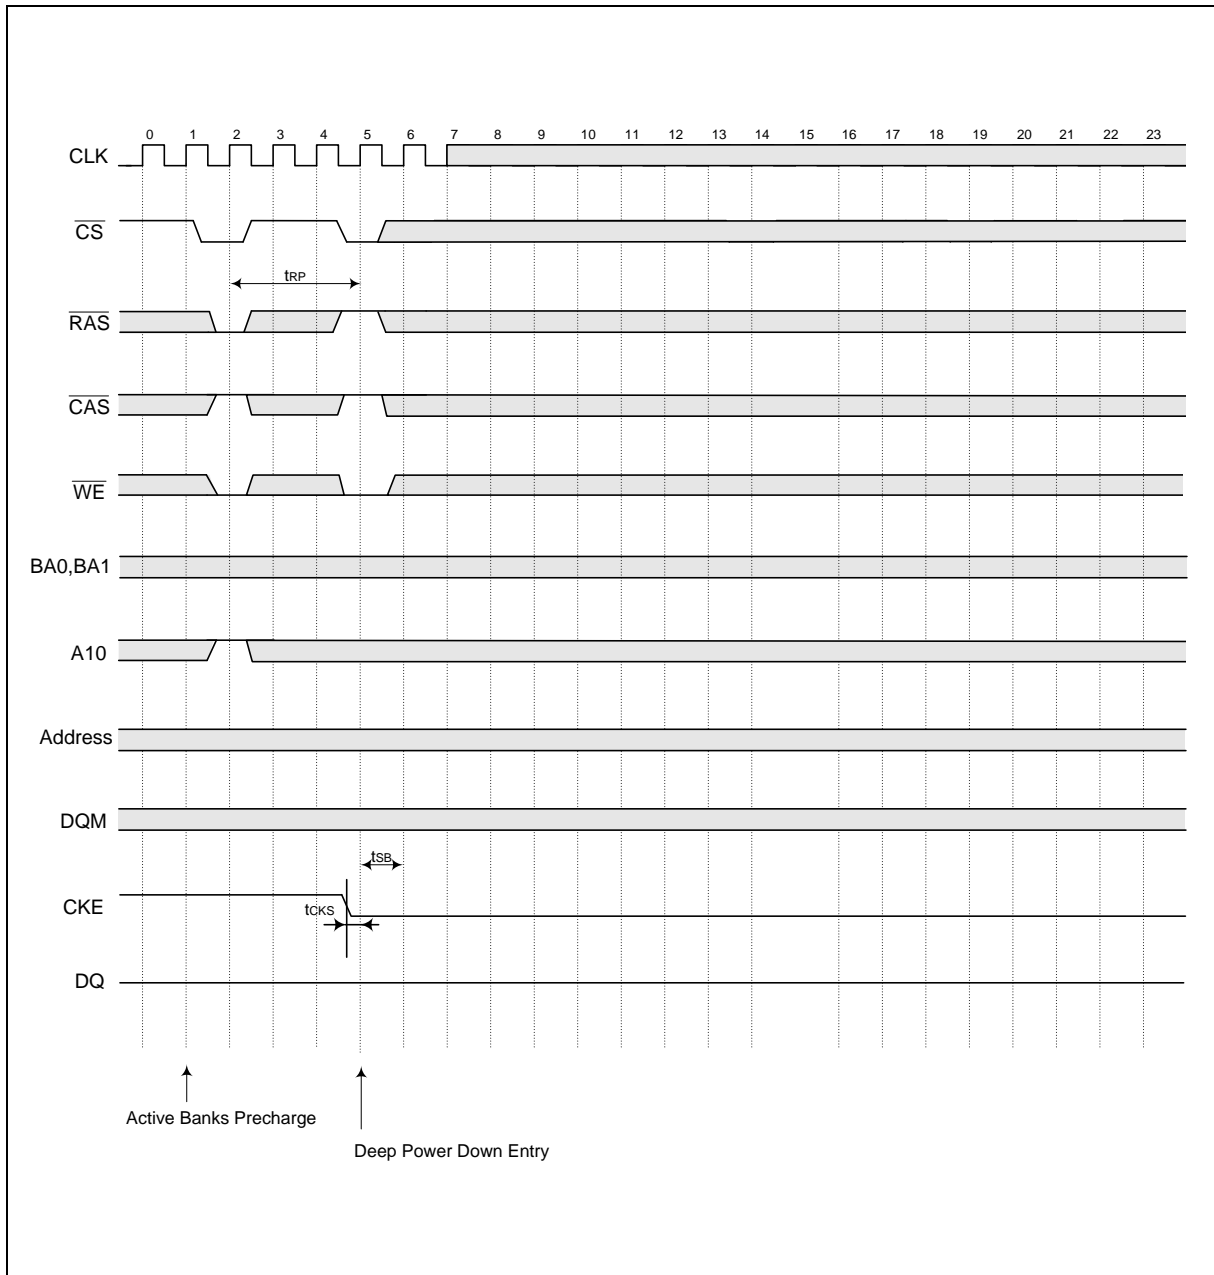 0 1 2 3 4 5 6 7 8 9 10 11 12 13 14 15 16 17 18 19 20 21 22 23
CLK
CS
tRP
RAS
CAS
WE
BA0,BA1
A10
Address
DQM
tSB
CKE
tCKS
DQ
Active Banks Precharge
Deep Power Down Entry